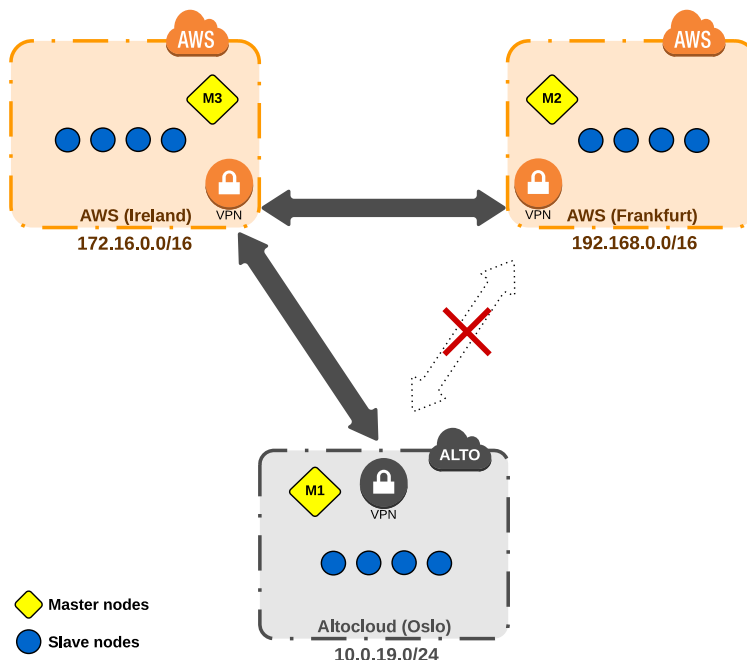 AWS
AWS
M3
M2
VPN
AWS (Ireland)
172.16.0.0/16
VPN
AWS (Frankfurt)
192.168.0.0/16
ALTO
M1
VPN
Altocloud (Oslo)
10.0.19.0/24
Master nodes
Slave nodes